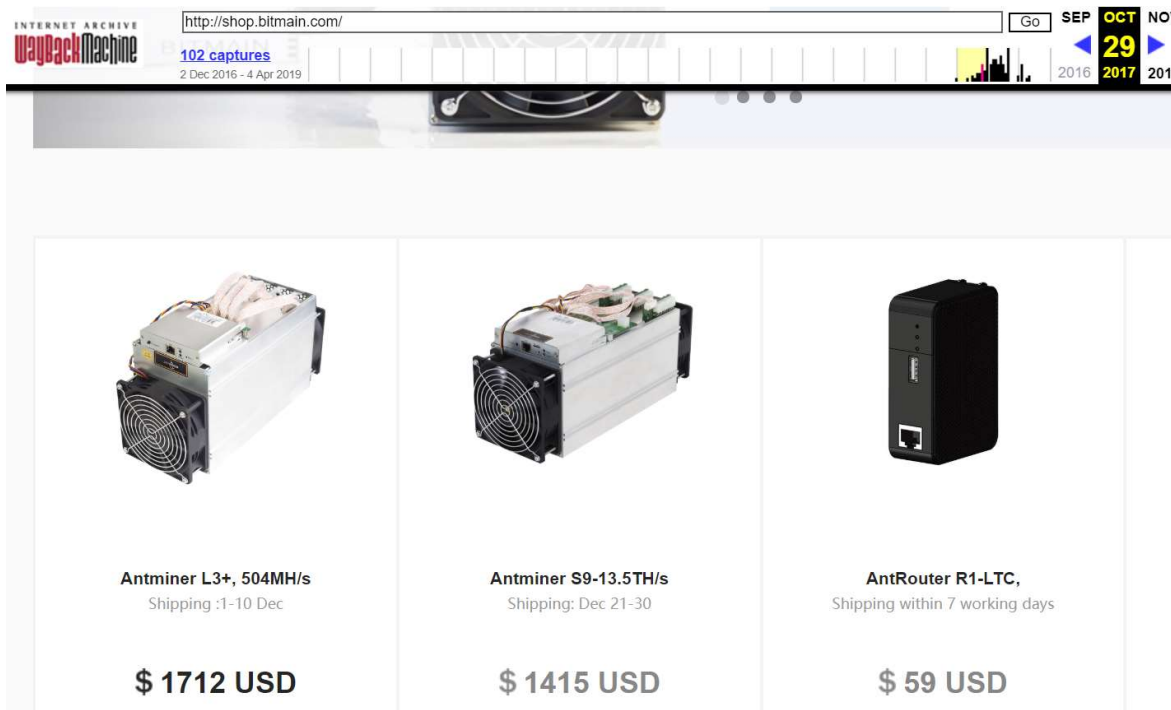 INTERNET ARCHIVE
WayBackMachine
http://shop.bitmain.com/
Go
SEP OCT NOV
102 captures
29
2 Dec 2016 - 4 Apr 2019
2016 2017 201
BITMAIN
Antminer L3+, 504MH/s
Shipping :1-10 Dec
$ 1712 USD
Antminer S9-13.5TH/s
Shipping: Dec 21-30
$ 1415 USD
AntRouter R1-LTC,
Shipping within 7 working days
$ 59 USD